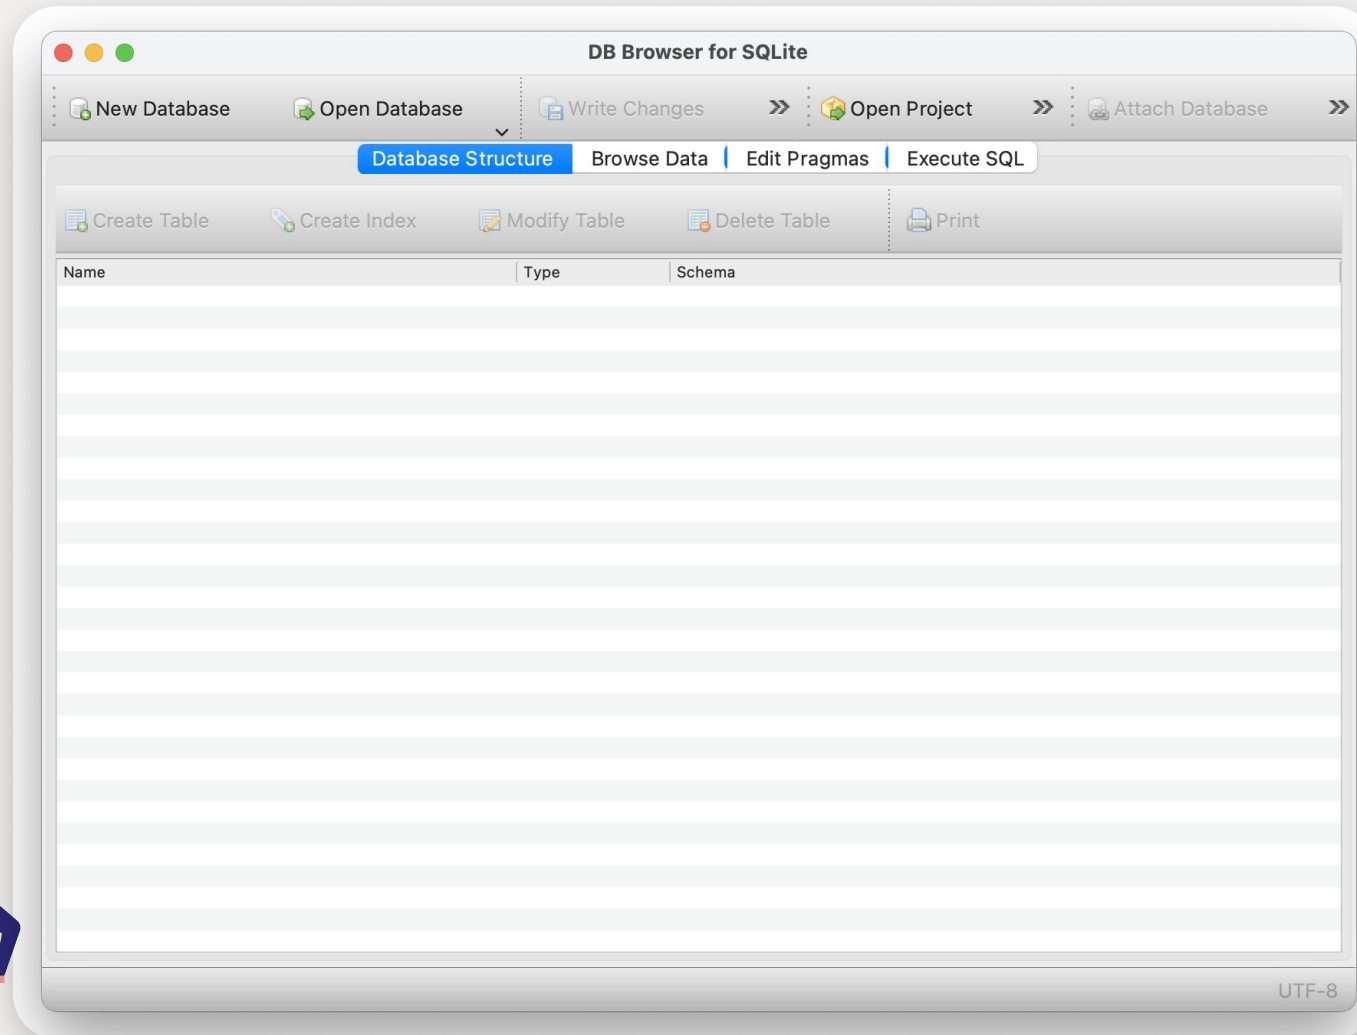 DB Browser for SQLite
New Database Open Database Write Changes » Open Project » Attach Database »
Database Structure Browse Data Edit Pragmas Execute SQL
Create Table Create Index Modify Table Delete Table Print
Name Type Schema
UTF-8